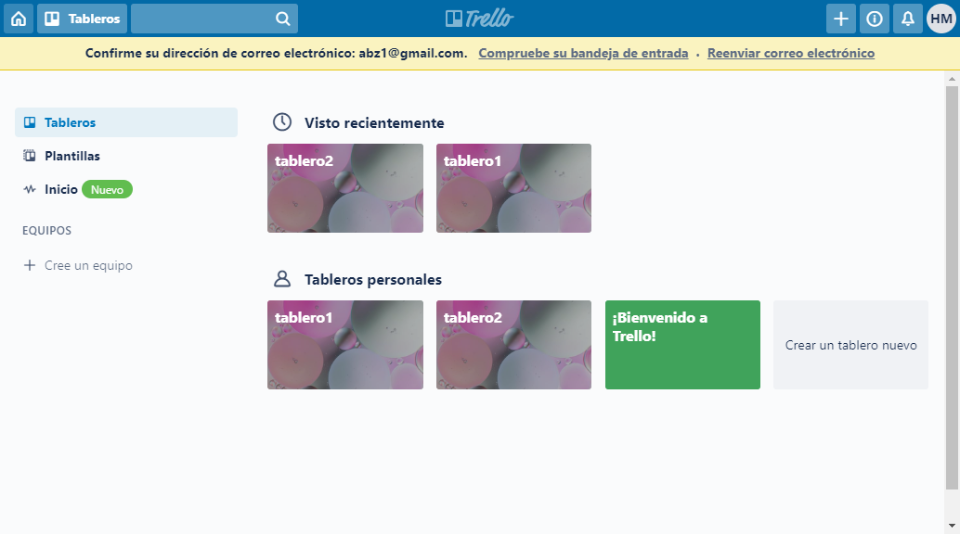 Tableros
Trello
HM
Confirme su dirección de correo electrónico: abz1@gmail.com. Compruebe su bandeja de entrada · Reenviar correo electrónico
Tableros
Plantillas
Inicio Nuevo
EQUIPOS
+ Cree un equipo
Visto recientemente
tablero2 tablero1
Tableros personales
tablero1 tablero2 ¡Bienvenido a
Trello!
Crear un tablero nuevo